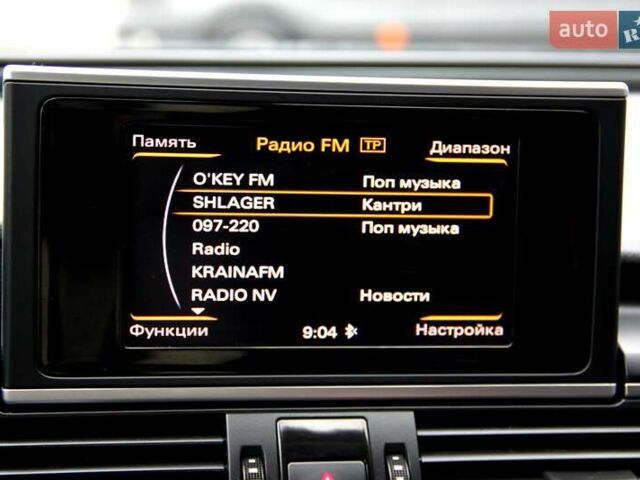 auto R
Память Радио FM TP Диапазон
O'KEY FM Поп музыка
SHLAGER Кантри
097-220 Поп музыка
Radio
KRAINAFM
RADIO NV Новости
Функции 9:04 Настройка